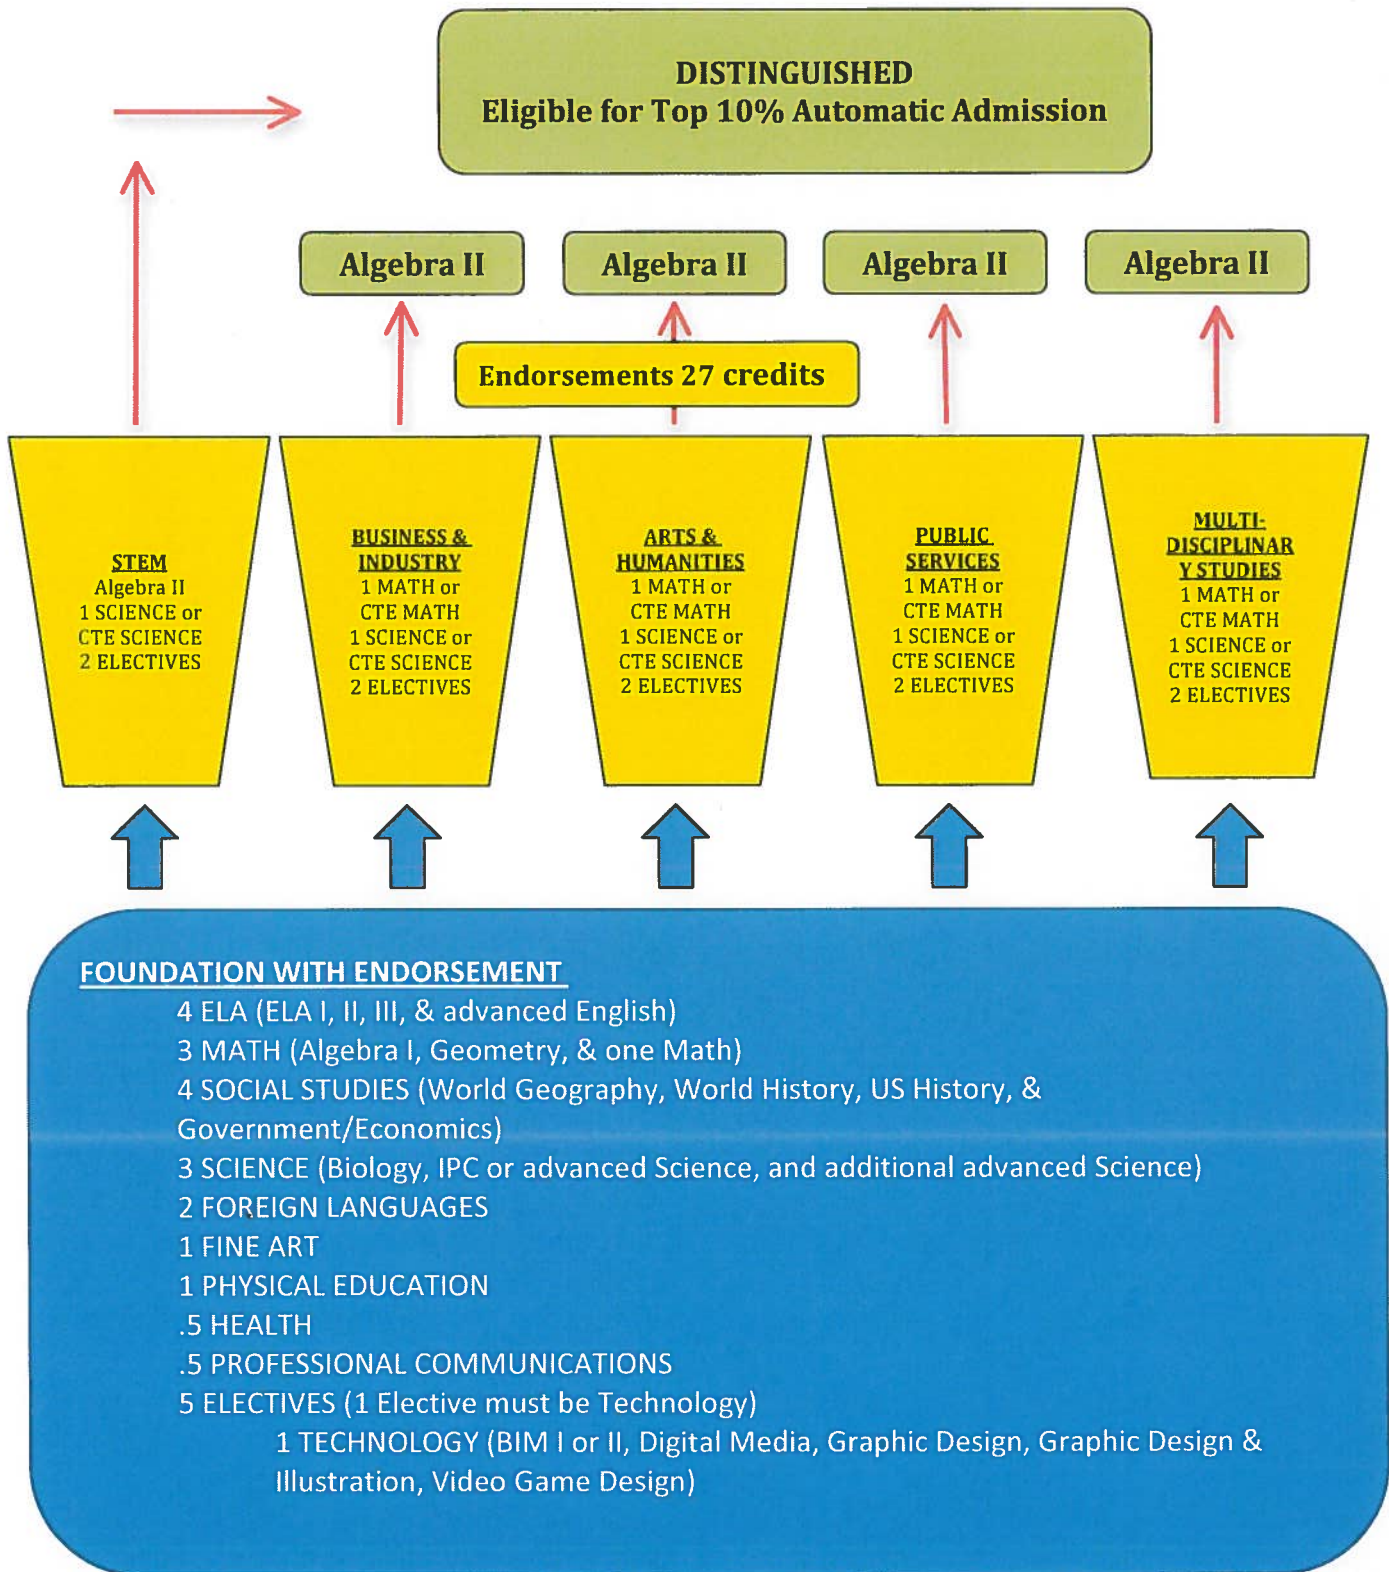 DISTINGUISHED
Eligible for Top 10% Automatic Admission
Algebra II
Algebra II
Algebra II
Algebra II
Endorsements 27 credits
STEM
Algebra II
1 SCIENCE or
CTE SCIENCE
2 ELECTIVES
BUSINESS &
INDUSTRY
1 MATH or
CTE MATH
1 SCIENCE or
CTE SCIENCE
2 ELECTIVES
ARTS &
HUMANITIES
1 MATH or
CTE MATH
1 SCIENCE or
CTE SCIENCE
2 ELECTIVES
PUBLIC
SERVICES
1 MATH or
CTE MATH
1 SCIENCE or
CTE SCIENCE
2 ELECTIVES
MULTI-
DISCIPLINAR
Y STUDIES
1 MATH or
CTE MATH
1 SCIENCE or
CTE SCIENCE
2 ELECTIVES
FOUNDATION WITH ENDORSEMENT
4 ELA (ELA I, II, III, & advanced English)
3 MATH (Algebra I, Geometry, & one Math)
4 SOCIAL STUDIES (World Geography, World History, US History, &
Government/Economics)
3 SCIENCE (Biology, IPC or advanced Science, and additional advanced Science)
2 FOREIGN LANGUAGES
1 FINE ART
1 PHYSICAL EDUCATION
.5 HEALTH
.5 PROFESSIONAL COMMUNICATIONS
5 ELECTIVES (1 Elective must be Technology)
1 TECHNOLOGY (BIM I or II, Digital Media, Graphic Design, Graphic Design &
Illustration, Video Game Design)